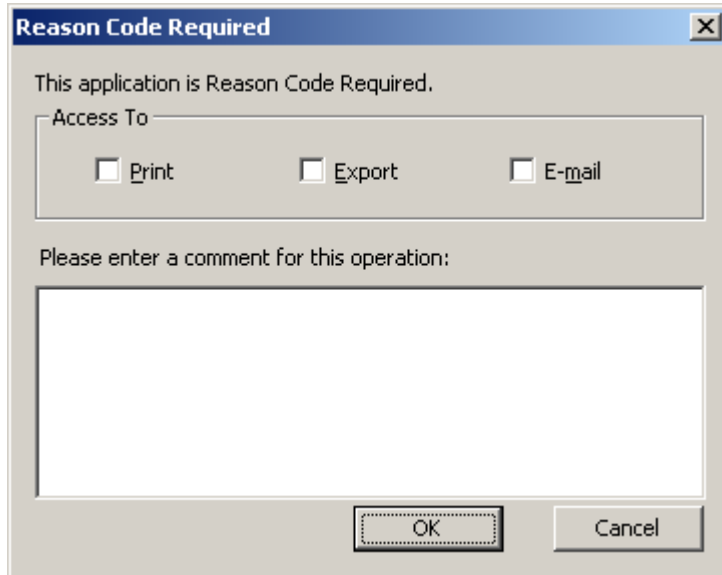 Reason Code Required
This application is Reason Code Required.
Access To
Print Export E-mail
Please enter a comment for this operation:
OK Cancel